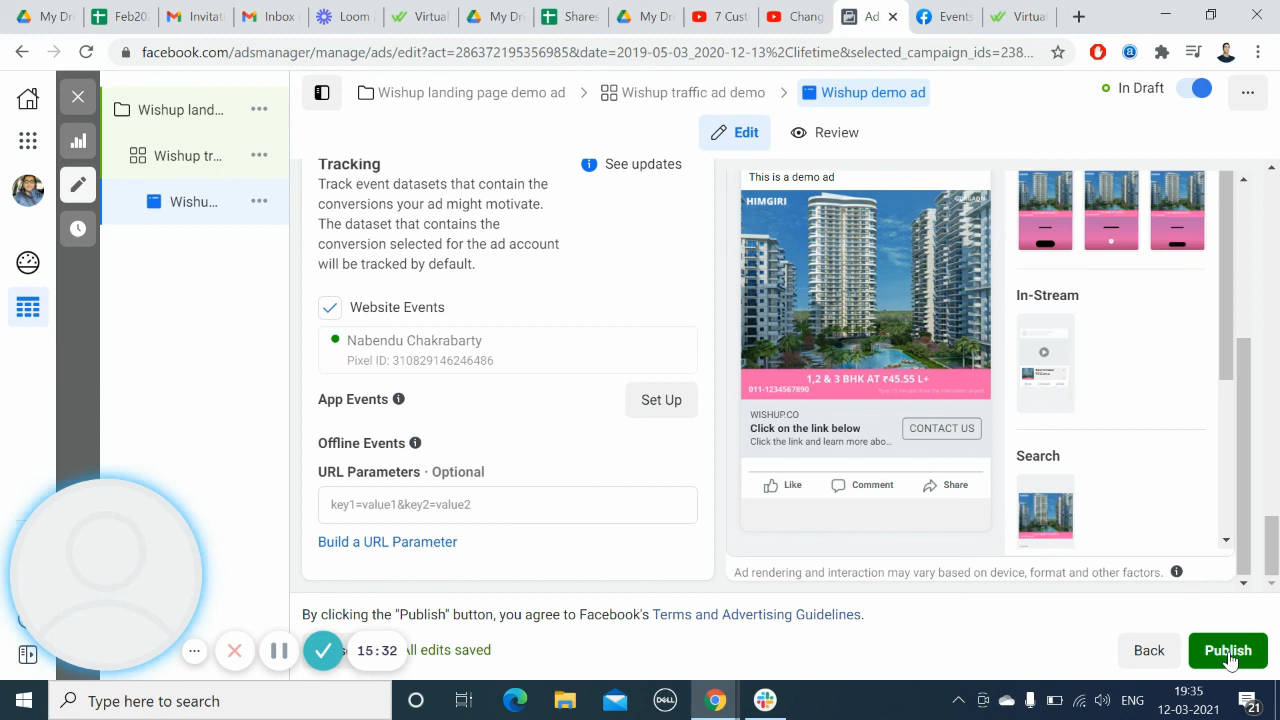 My Dri
Feb20
Invitati
Inbox
Loom
Virtual
My Dr
Shares
My Dr
7 Cust
Chang
Ad
Events
Virtua
facebook.com/adsmanager/manage/ads/edit?act=286372195356985&date=2019-05-03_2020-12-13%2Clifetime&selected_campaign_ids=238...
Wishup land...
Wishup tr...
Wishu...
Wishup landing page demo ad
Wishup traffic ad demo
Wishup demo ad
In Draft
Edit
Review
Tracking
See updates
Track event datasets that contain the
conversions your ad might motivate.
The dataset that contains the
conversion selected for the ad account
will be tracked by default.
Website Events
Nabendu Chakrabarty
Pixel ID: 310829146246486
App Events
Set Up
Offline Events
URL Parameters · Optional
key1=value1&key2=value2
Build a URL Parameter
This is a demo ad
HIMGIRI
GURGAON
1,2 & 3 BHK AT ₹45.55 L+
011-1234567890
WISHUP.CO
Click on the link below
Click the link and learn more abo...
CONTACT US
Like
Comment
Share
In-Stream
Search
Ad rendering and interaction may vary based on device, format and other factors.
By clicking the "Publish" button, you agree to Facebook's Terms and Advertising Guidelines.
15:32
All edits saved
Back
Publish
Type here to search
DELL
ENG
19:35
12-03-2021
21